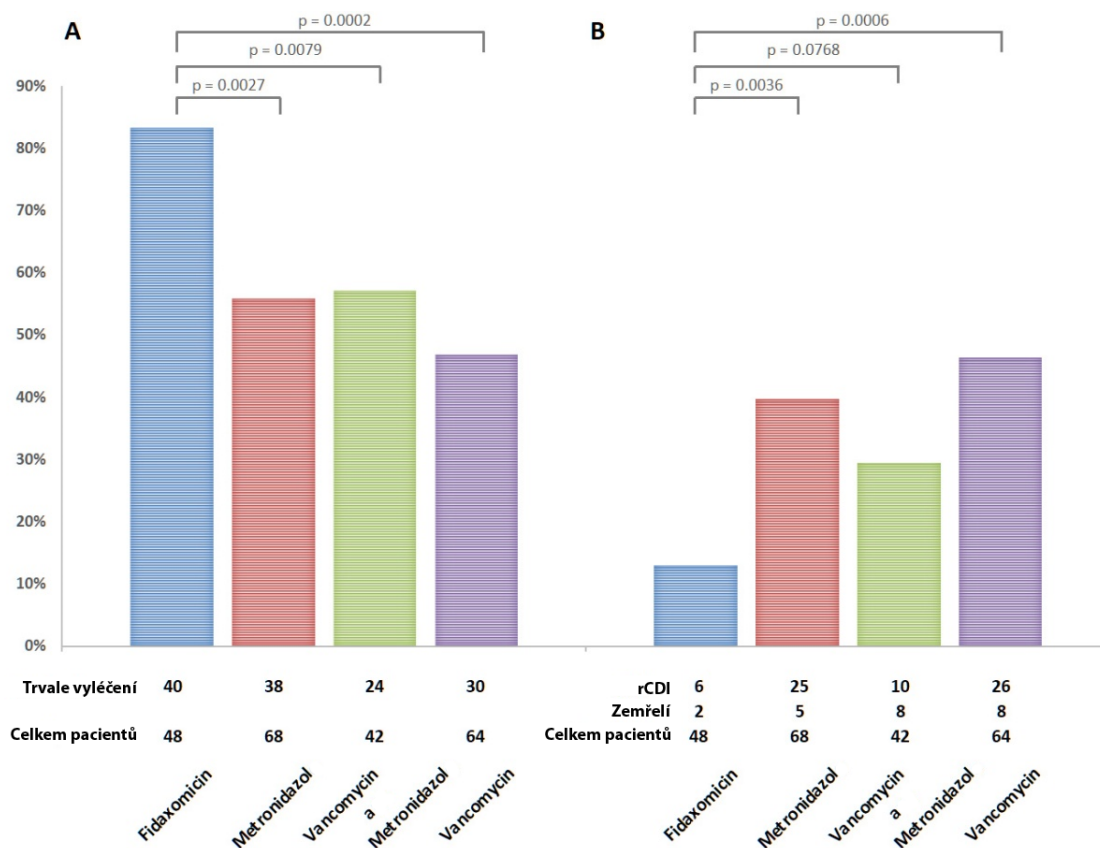 A
p = 0.0002
p = 0.0079
p = 0.0027
B
p = 0.0006
p = 0.0768
p = 0.0036
90%
80%
70%
60%
50%
40%
30%
20%
10%
0%
Trvale vyléčení 40 38 24 30
Celkem pacientů 48 68 42 64
rCDI 6 25 10 26
Zemřelí 2 5 8 8
Celkem pacientů 48 68 42 64
Fidaxomicin
Metronidazol
Vancomycin
a
Metronidazol
Vancomycin
Fidaxomicin
Metronidazol
Vancomycin
a
Metronidazol
Vancomycin